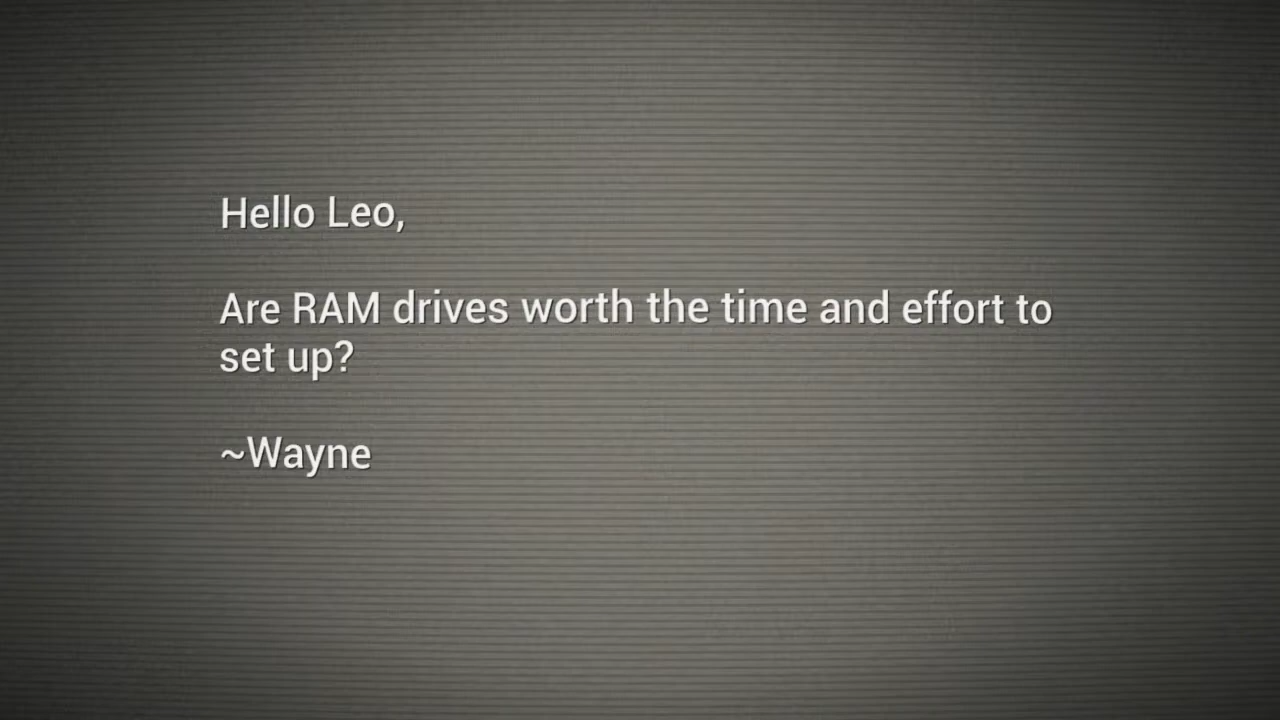 Hello Leo,
Are RAM drives worth the time and effort to
set up?
~Wayne